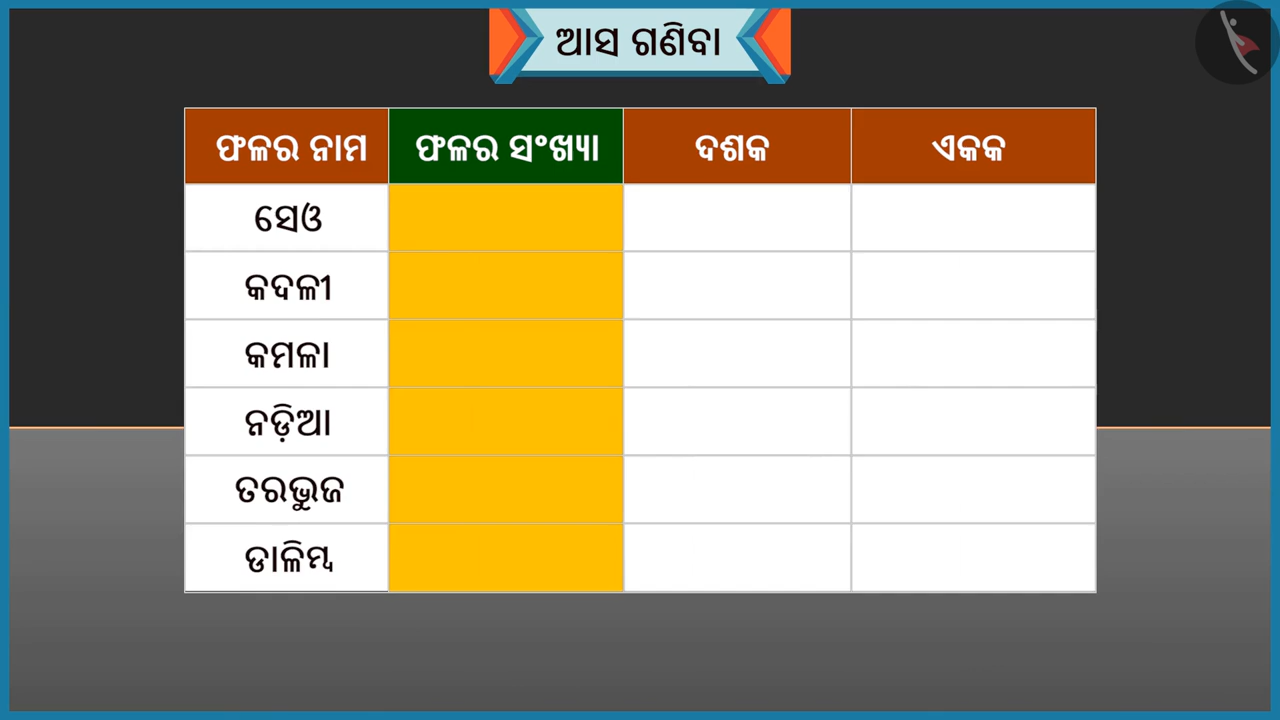 ଆସ ଗଣିବା
ଫଳର ନାମ ଫଳର ସଂଖ୍ୟା ଦଶକ ଏକକ
ସେଓ
କଦଳୀ
କମଳା
ନଡ଼ିଆ
ତରଭୁଜ
ଡାଳିମ୍ବ